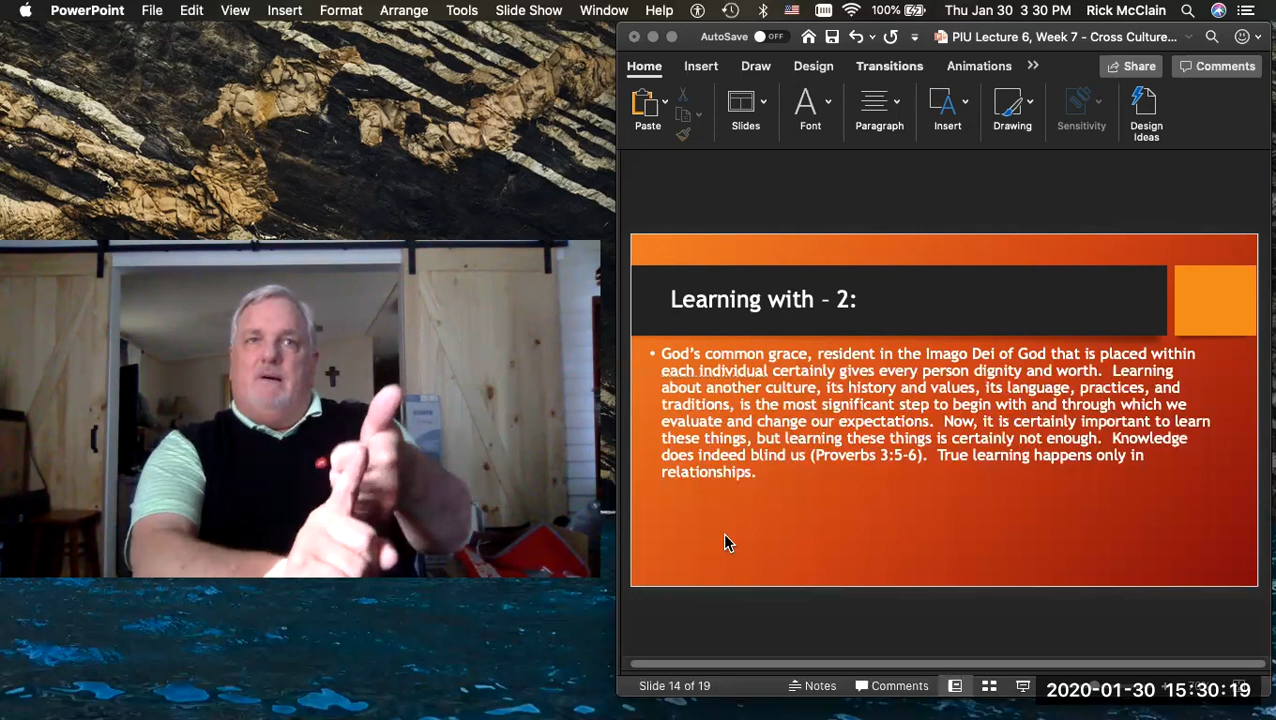 PowerPoint File Edit View Insert Format Arrange Tools Slide Show Window Help 100% Thu Jan 30 3:30 PM Rick McClain
AutoSave OFF PIU Lecture 6, Week 7 - Cross Culture...
Home Insert Draw Design Transitions Animations Share Comments
Paste Slides Font Paragraph Insert Drawing Sensitivity Design
Ideas
Learning with – 2:
• God's common grace, resident in the Imago Dei of God that is placed within
each individual certainly gives every person dignity and worth. Learning
about another culture, its history and values, its language, practices, and
traditions, is the most significant step to begin with and through which we
evaluate and change our expectations. Now, it is certainly important to learn
these things, but learning these things is certainly not enough. Knowledge
does indeed blind us (Proverbs 3:5-6). True learning happens only in
relationships.
Slide 14 of 19 Notes Comments
2020-01-30 15:30:19